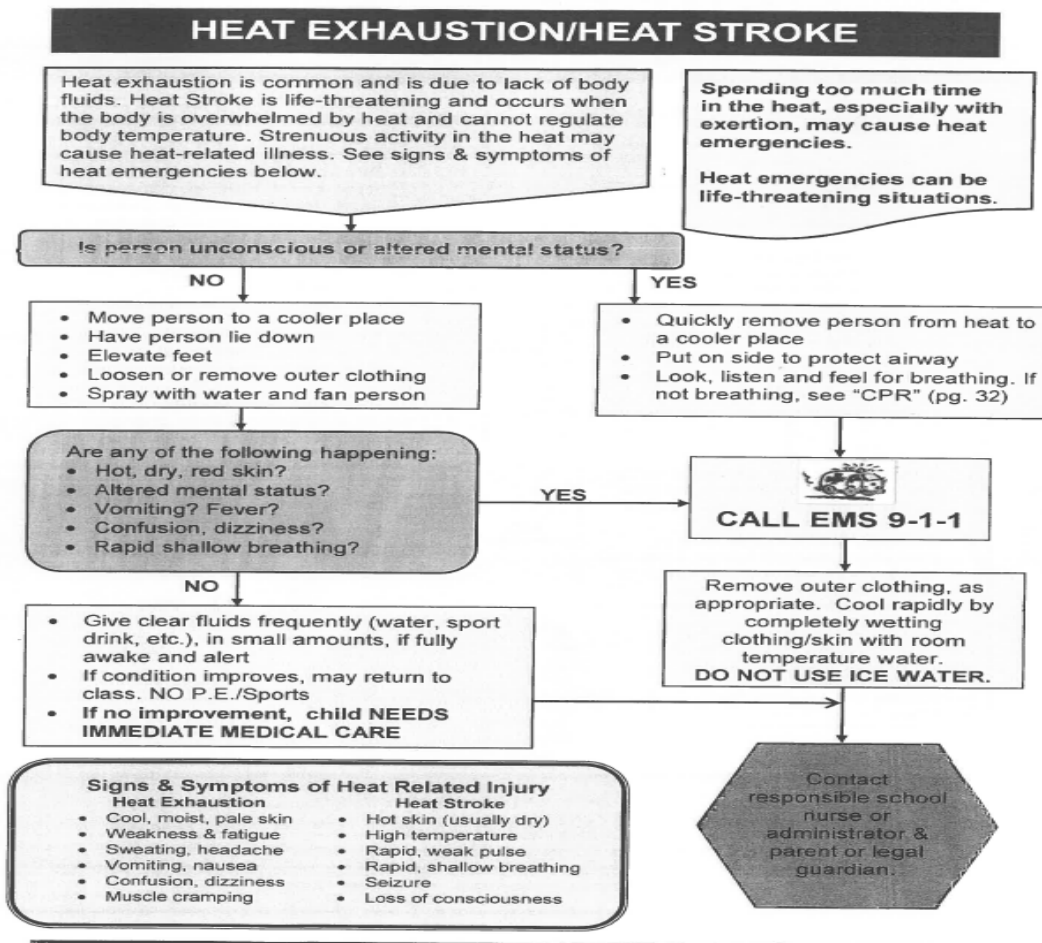 HEAT EXHAUSTION/HEAT STROKE
Heat exhaustion is common and is due to lack of body
fluids. Heat Stroke is life-threatening and occurs when
the body is overwhelmed by heat and cannot regulate
body temperature. Strenuous activity in the heat may
cause heat-related illness. See signs & symptoms of
heat emergencies below.
Spending too much time
in the heat, especially with
exertion, may cause heat
emergencies.
Heat emergencies can be
life-threatening situations.
Is person unconscious or altered mental status?
NO
YES
• Move person to a cooler place
• Have person lie down
• Elevate feet
• Loosen or remove outer clothing
• Spray with water and fan person
• Quickly remove person from heat to
a cooler place
• Put on side to protect airway
• Look, listen and feel for breathing. If
not breathing, see “CPR” (pg. 32)
Are any of the following happening:
• Hot, dry, red skin?
• Altered mental status?
• Vomiting? Fever?
• Confusion, dizziness?
• Rapid shallow breathing?
YES
CALL EMS 9-1-1
NO
Remove outer clothing, as
appropriate. Cool rapidly by
completely wetting
clothing/skin with room
temperature water.
DO NOT USE ICE WATER.
• Give clear fluids frequently (water, sport
drink, etc.), in small amounts, if fully
awake and alert
• If condition improves, may return to
class. NO P.E./Sports
• If no improvement, child NEEDS
IMMEDIATE MEDICAL CARE
Contact
responsible school
nurse or
administrator &
parent or legal
guardian.
Signs & Symptoms of Heat Related Injury
Heat Exhaustion
• Cool, moist, pale skin
• Weakness & fatigue
• Sweating, headache
• Vomiting, nausea
• Confusion, dizziness
• Muscle cramping
Heat Stroke
• Hot skin (usually dry)
• High temperature
• Rapid, weak pulse
• Rapid, shallow breathing
• Seizure
• Loss of consciousness